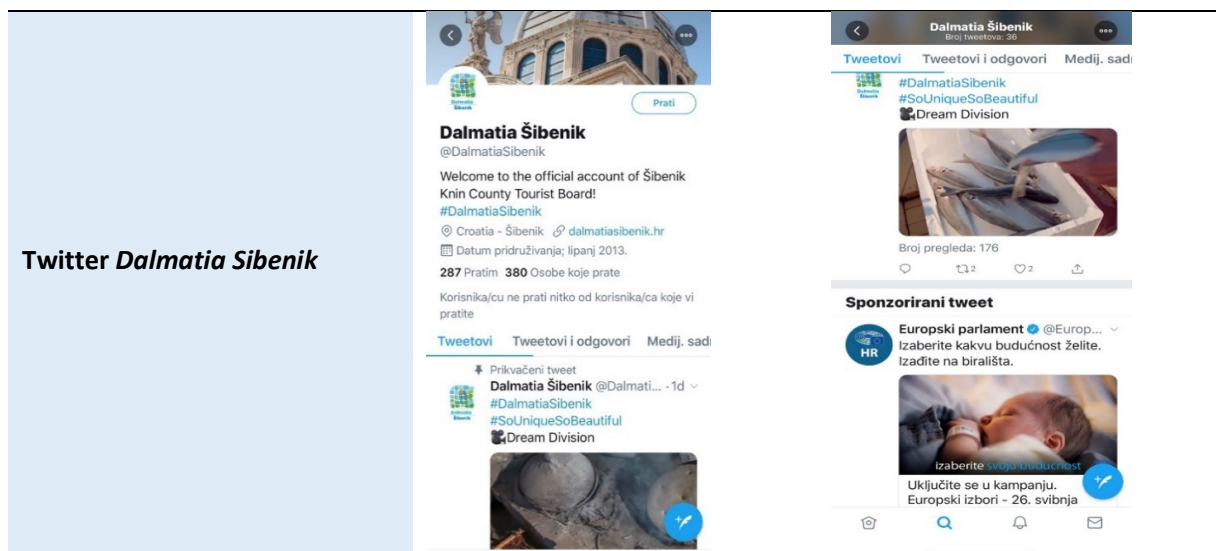 Twitter Dalmatia Sibenik
Prati
Dalmatia Šibenik
@DalmatiaSibenik
Welcome to the official account of Šibenik
Knin County Tourist Board!
#DalmatiaSibenik
Croatia - Šibenik dalmatiasibenik.hr
Datum pridruživanja; lipanj 2013.
287 Pratim 380 Osobe koje prate
Korisnika/cu ne prati nitko od korisnika/ca koje vi
pratite
Tweetovi Tweetovi i odgovori Medij. sadı
Prikvačeni tweet
Dalmatia Šibenik @Dalmati... · 1d
#DalmatiaSibenik
#SoUniqueSoBeautiful
Dream Division
Dalmatia Šibenik
Broj tweetova: 36
Tweetovi Tweetovi i odgovori Medij. sadı
#DalmatiaSibenik
#SoUniqueSoBeautiful
Dream Division
Broj pregleda: 176
2 2
Sponzorirani tweet
HR
Europski parlament @Europ...
Izaberite kakvu budućnost želite.
Izađite na birališta.
izaberite svoju budućnost
Uključite se u kampanju.
Europski izbori - 26. svibnja